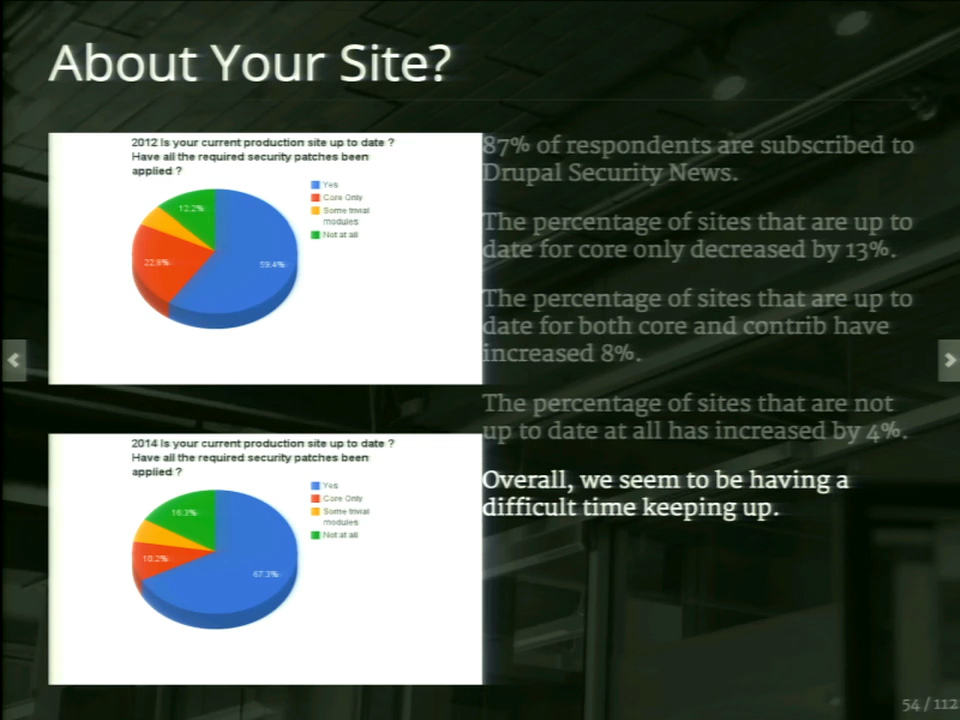 About Your Site?
2012 Is your current production site up to date ?
Have all the required security patches been
applied ?
Yes
Core Only
Some trivial
modules
Not at all
12.2%
22.8%
59.4%
87% of respondents are subscribed to
Drupal Security News.
The percentage of sites that are up to
date for core only decreased by 13%.
The percentage of sites that are up to
date for both core and contrib have
increased 8%.
The percentage of sites that are not
up to date at all has increased by 4%.
Overall, we seem to be having a
difficult time keeping up.
2014 Is your current production site up to date ?
Have all the required security patches been
applied ?
Yes
Core Only
Some trivial
modules
Not at all
16.3%
10.2%
67.3%
54 / 112